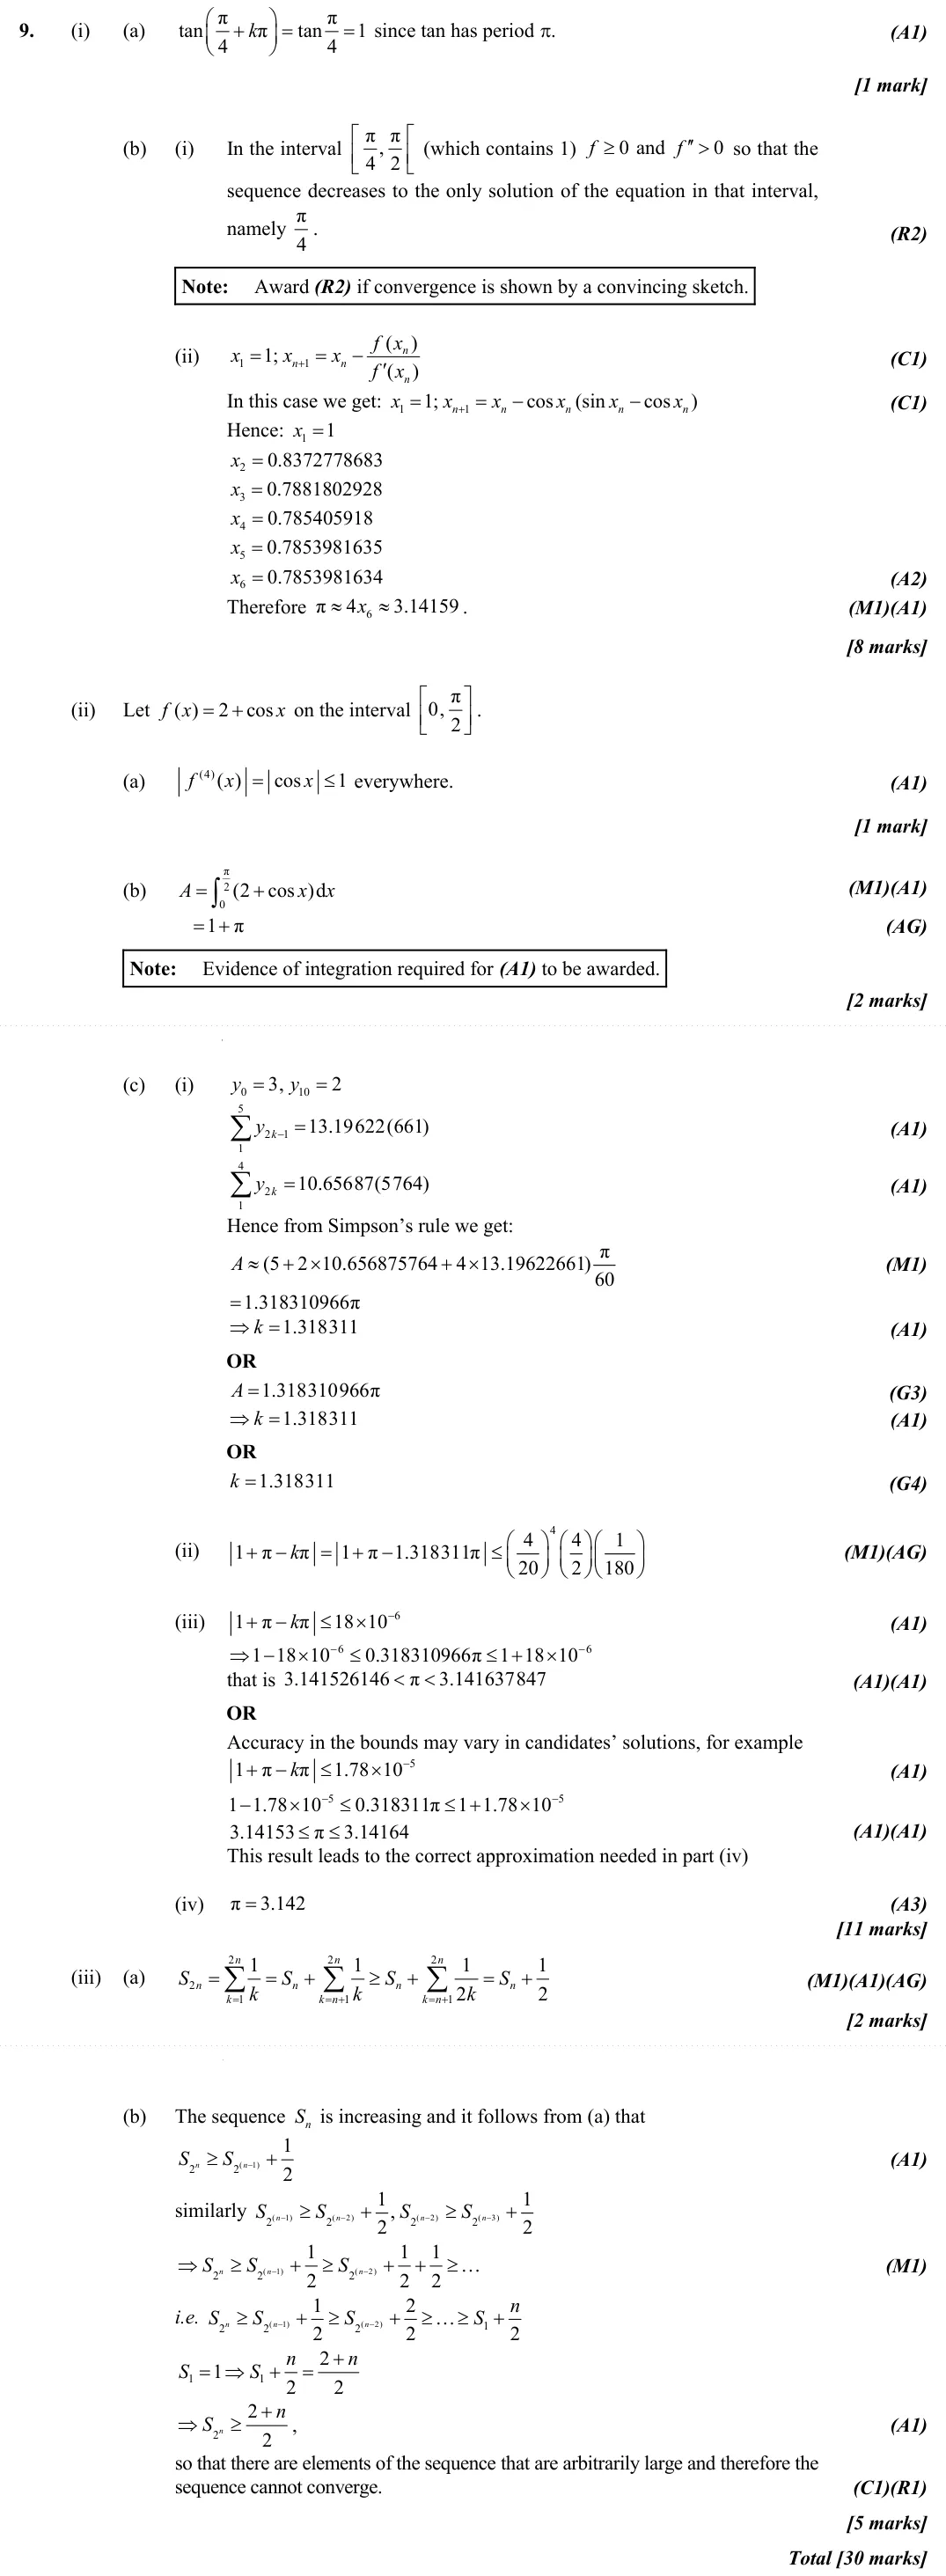 9. (i) (a) tan(π/4 + kπ) = tan π/4 = 1 since tan has period π. (A1)
[1 mark]
(b) (i) In the interval [π/4, π/2[ (which contains 1) f ≥ 0 and f″ > 0 so that the
sequence decreases to the only solution of the equation in that interval,
namely π/4. (R2)
Note: Award (R2) if convergence is shown by a convincing sketch.
(ii) x₁ = 1; xₙ₊₁ = xₙ − f(xₙ)/f′(xₙ) (C1)
In this case we get: x₁ = 1; xₙ₊₁ = xₙ − cos xₙ (sin xₙ − cos xₙ) (C1)
Hence: x₁ = 1
x₂ = 0.8372778683
x₃ = 0.7881802928
x₄ = 0.785405918
x₅ = 0.7853981635
x₆ = 0.7853981634 (A2)
Therefore π ≈ 4x₆ ≈ 3.14159. (M1)(A1)
[8 marks]
(ii) Let f(x) = 2 + cos x on the interval [0, π/2].
(a) |f⁽⁴⁾(x)| = |cos x| ≤ 1 everywhere. (A1)
[1 mark]
(b) A = ∫₀^(π/2) (2 + cos x)dx (M1)(A1)
= 1 + π (AG)
Note: Evidence of integration required for (A1) to be awarded.
[2 marks]
(c) (i) y₀ = 3, y₁₀ = 2
∑₁⁵ y₂ₖ₋₁ = 13.19622(661) (A1)
∑₁⁴ y₂ₖ = 10.65687(5764) (A1)
Hence from Simpson's rule we get:
A ≈ (5 + 2 × 10.656875764 + 4 × 13.19622661) π/60 (M1)
= 1.318310966π
⇒ k = 1.318311 (A1)
OR
A = 1.318310966π (G3)
⇒ k = 1.318311 (A1)
OR
k = 1.318311 (G4)
(ii) |1 + π − kπ| = |1 + π − 1.318311π| ≤ (4/20)⁴ (4/2)(1/180) (M1)(AG)
(iii) |1 + π − kπ| ≤ 18 × 10⁻⁶ (A1)
⇒ 1 − 18 × 10⁻⁶ ≤ 0.318310966π ≤ 1 + 18 × 10⁻⁶
that is 3.141526146 < π < 3.141637847 (A1)(A1)
OR
Accuracy in the bounds may vary in candidates' solutions, for example
|1 + π − kπ| ≤ 1.78 × 10⁻⁵ (A1)
1 − 1.78 × 10⁻⁵ ≤ 0.318311π ≤ 1 + 1.78 × 10⁻⁵
3.14153 ≤ π ≤ 3.14164 (A1)(A1)
This result leads to the correct approximation needed in part (iv)
(iv) π = 3.142 (A3)
[11 marks]
(iii) (a) S₂ₙ = ∑_(k=1)^(2n) 1/k = Sₙ + ∑_(k=n+1)^(2n) 1/k ≥ Sₙ + ∑_(k=n+1)^(2n) 1/2k = Sₙ + 1/2 (M1)(A1)(AG)
[2 marks]
(b) The sequence Sₙ is increasing and it follows from (a) that
S_(2ⁿ) ≥ S_(2^(n−1)) + 1/2 (A1)
similarly S_(2^(n−1)) ≥ S_(2^(n−2)) + 1/2, S_(2^(n−2)) ≥ S_(2^(n−3)) + 1/2
⇒ S_(2ⁿ) ≥ S_(2^(n−1)) + 1/2 ≥ S_(2^(n−2)) + 1/2 + 1/2 ≥ … (M1)
i.e. S_(2ⁿ) ≥ S_(2^(n−1)) + 1/2 ≥ S_(2^(n−2)) + 2/2 ≥ … ≥ S₁ + n/2
S₁ = 1 ⇒ S₁ + n/2 = (2 + n)/2
⇒ S_(2ⁿ) ≥ (2 + n)/2, (A1)
so that there are elements of the sequence that are arbitrarily large and therefore the
sequence cannot converge. (C1)(R1)
[5 marks]
Total [30 marks]